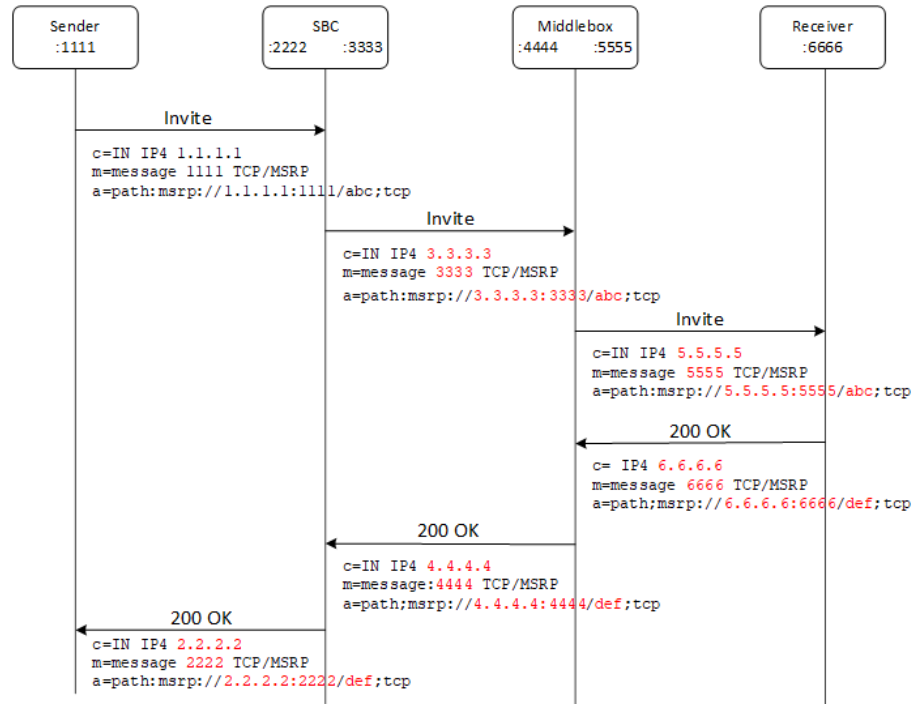 Sender
:1111
SBC
:2222 :3333
Middlebox
:4444 :5555
Receiver
:6666
Invite
c=IN IP4 1.1.1.1
m=message 1111 TCP/MSRP
a=path:msrp://1.1.1.1:1111/abc;tcp
Invite
c=IN IP4 3.3.3.3
m=message 3333 TCP/MSRP
a=path:msrp://3.3.3.3:3333/abc;tcp
Invite
c=IN IP4 5.5.5.5
m=message 5555 TCP/MSRP
a=path:msrp://5.5.5.5:5555/abc;tcp
200 OK
c= IP4 6.6.6.6
m=message 6666 TCP/MSRP
a=path;msrp://6.6.6.6:6666/def;tcp
200 OK
c=IN IP4 4.4.4.4
m=message:4444 TCP/MSRP
a=path;msrp://4.4.4.4:4444/def;tcp
200 OK
c=IN IP4 2.2.2.2
m=message 2222 TCP/MSRP
a=path:msrp://2.2.2.2:2222/def;tcp